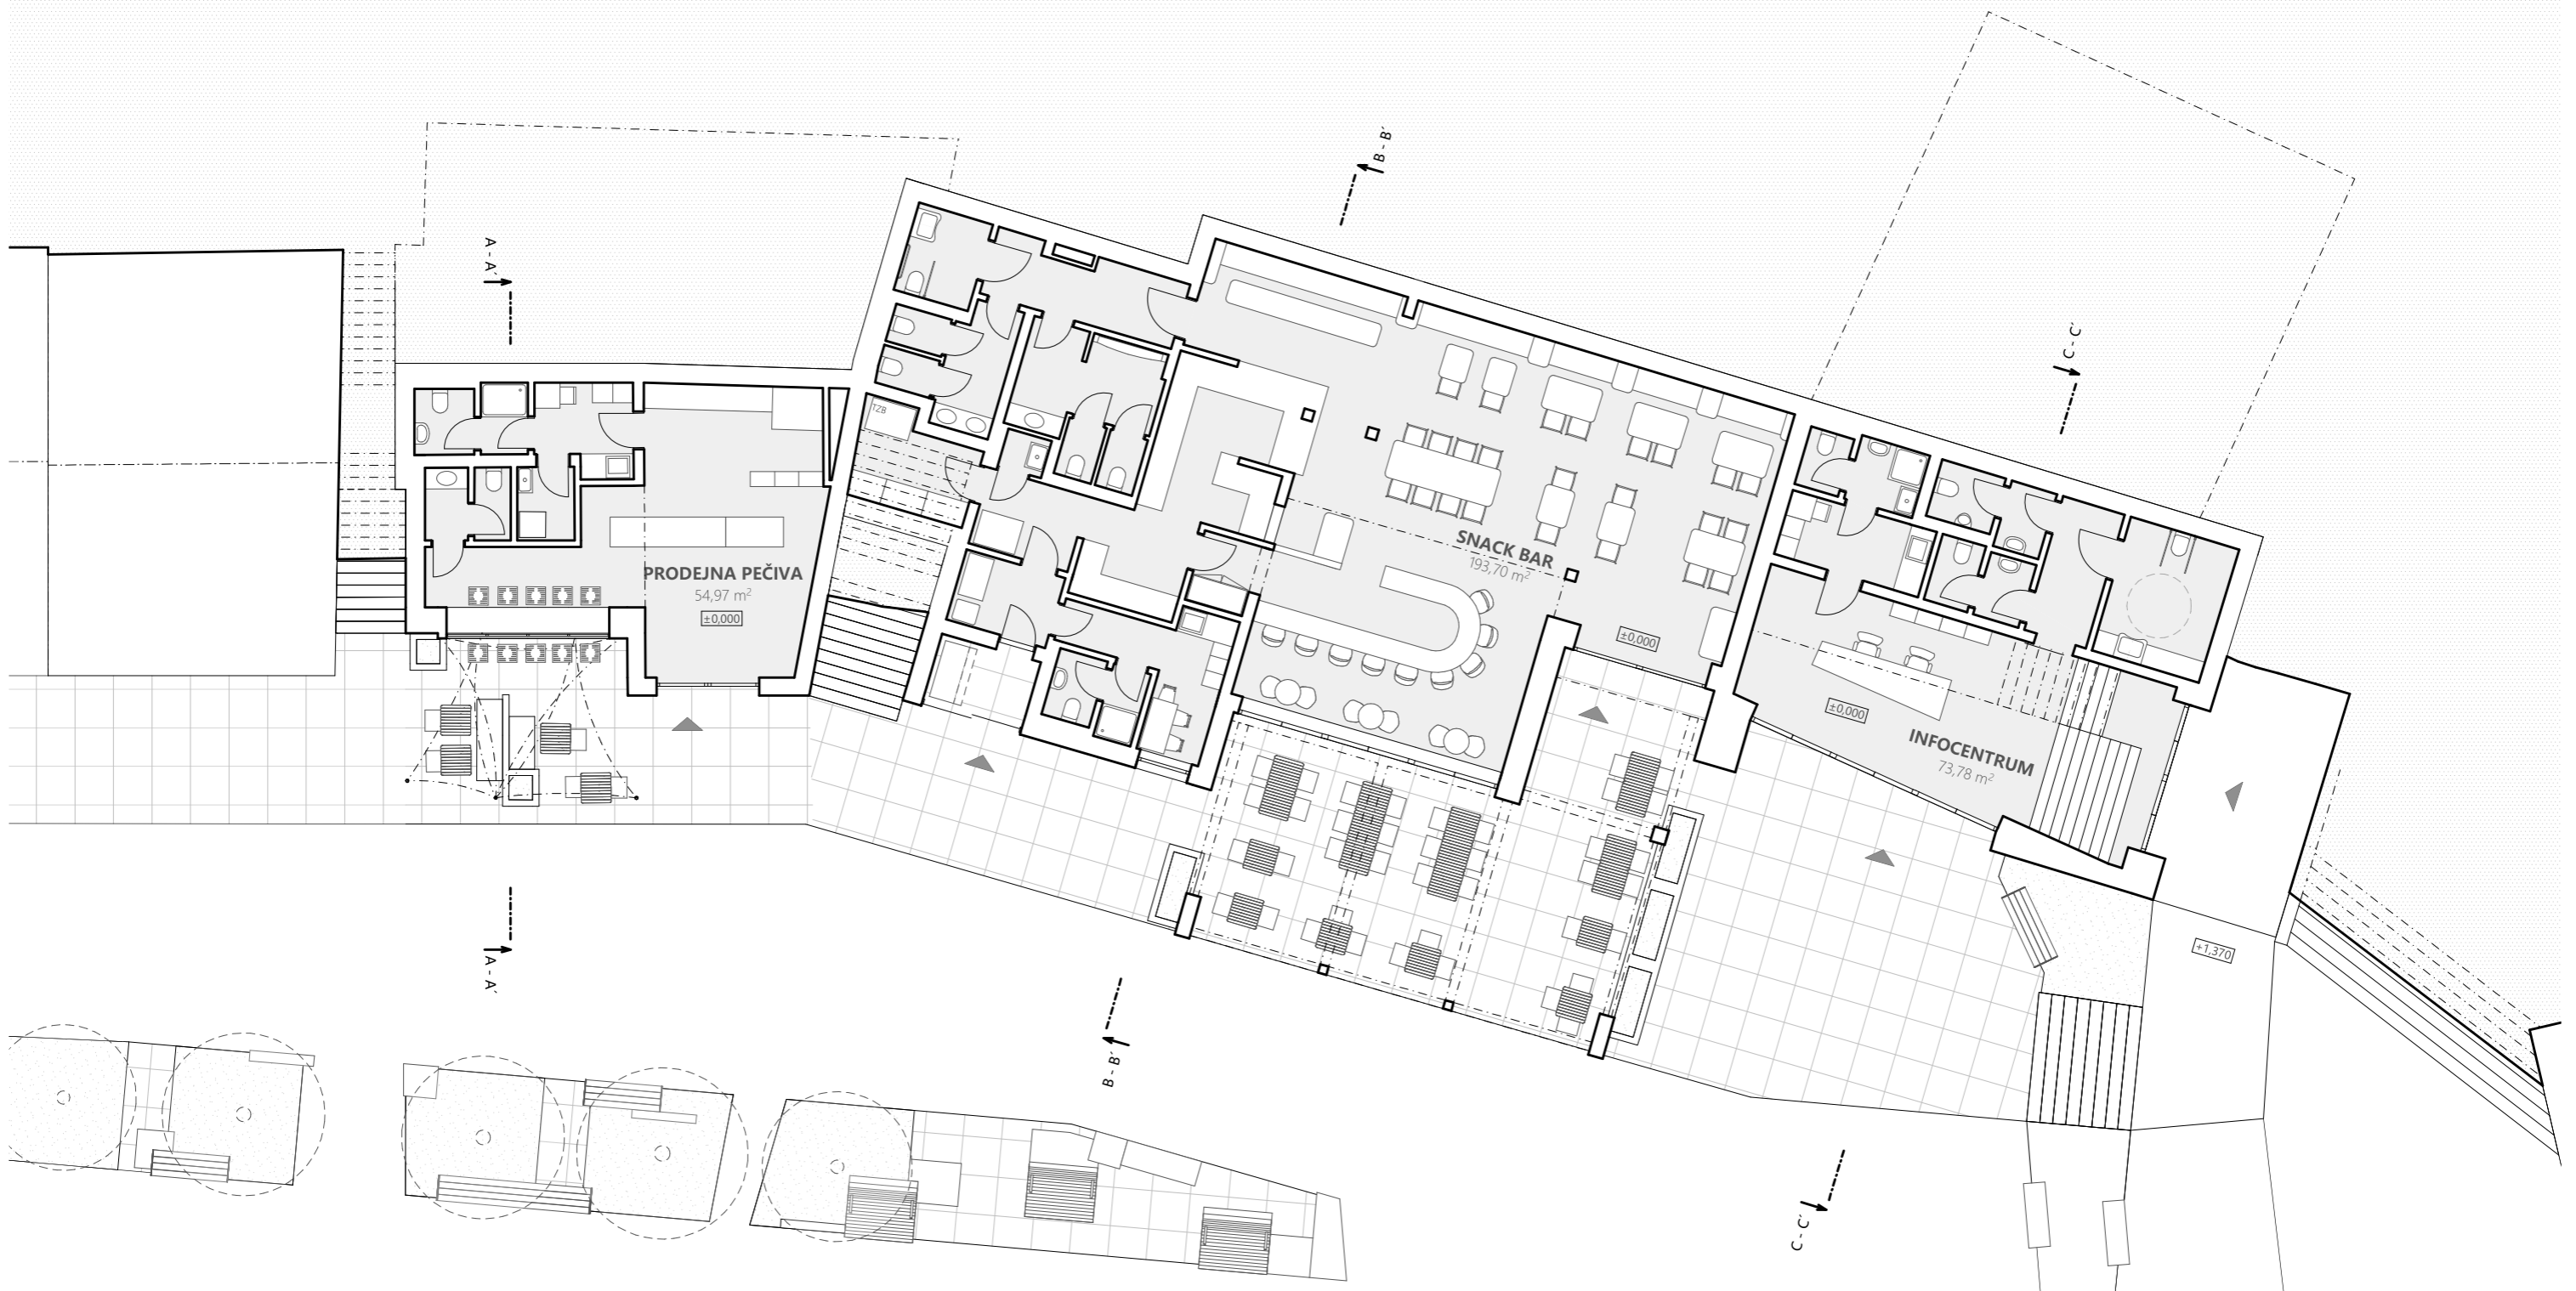 B - B´
A - A´
C - C´
TZB
SNACK BAR
193,70 m²
PRODEJNA PEČIVA
54,97 m²
±0,000
±0,000
±0,000
INFOCENTRUM
73,78 m²
+1,370
A - A´
B - B´
C - C´